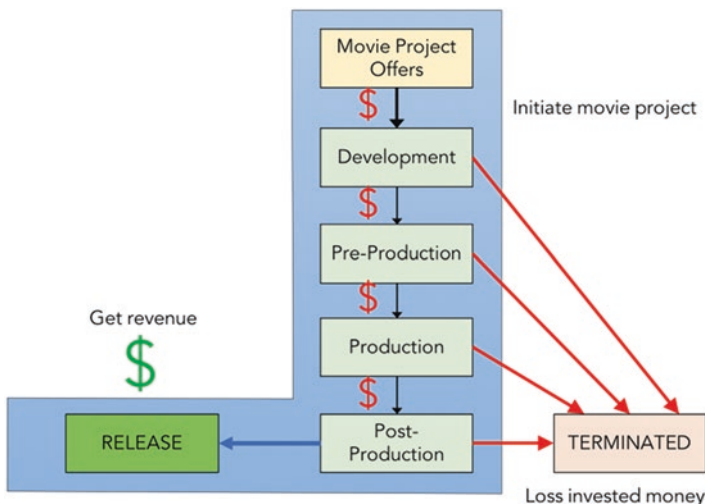 Movie Project
Offers
$
Initiate movie project
Development
$
Pre-Production
$
Get revenue
$
Production
$
RELEASE
Post-
Production
TERMINATED
Loss invested money